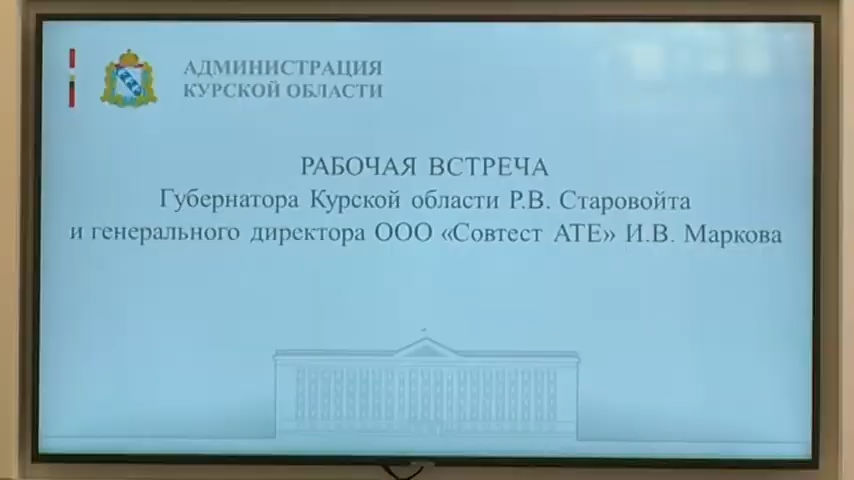 АДМИНИСТРАЦИЯ
КУРСКОЙ ОБЛАСТИ
РАБОЧАЯ ВСТРЕЧА
Губернатора Курской области Р.В. Старовойта
и генерального директора ООО «Совтест АТЕ» И.В. Маркова